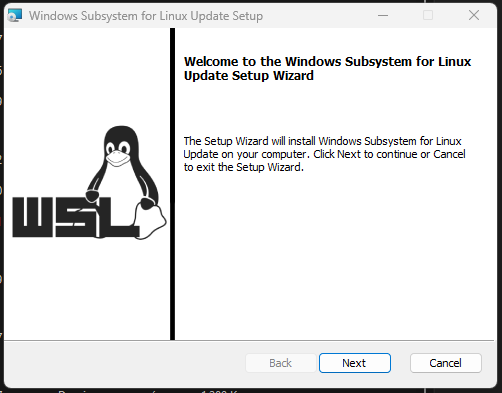 Windows Subsystem for Linux Update Setup
Welcome to the Windows Subsystem for Linux
Update Setup Wizard
The Setup Wizard will install Windows Subsystem for Linux
Update on your computer. Click Next to continue or Cancel
to exit the Setup Wizard.
WSL
Back
Next
Cancel